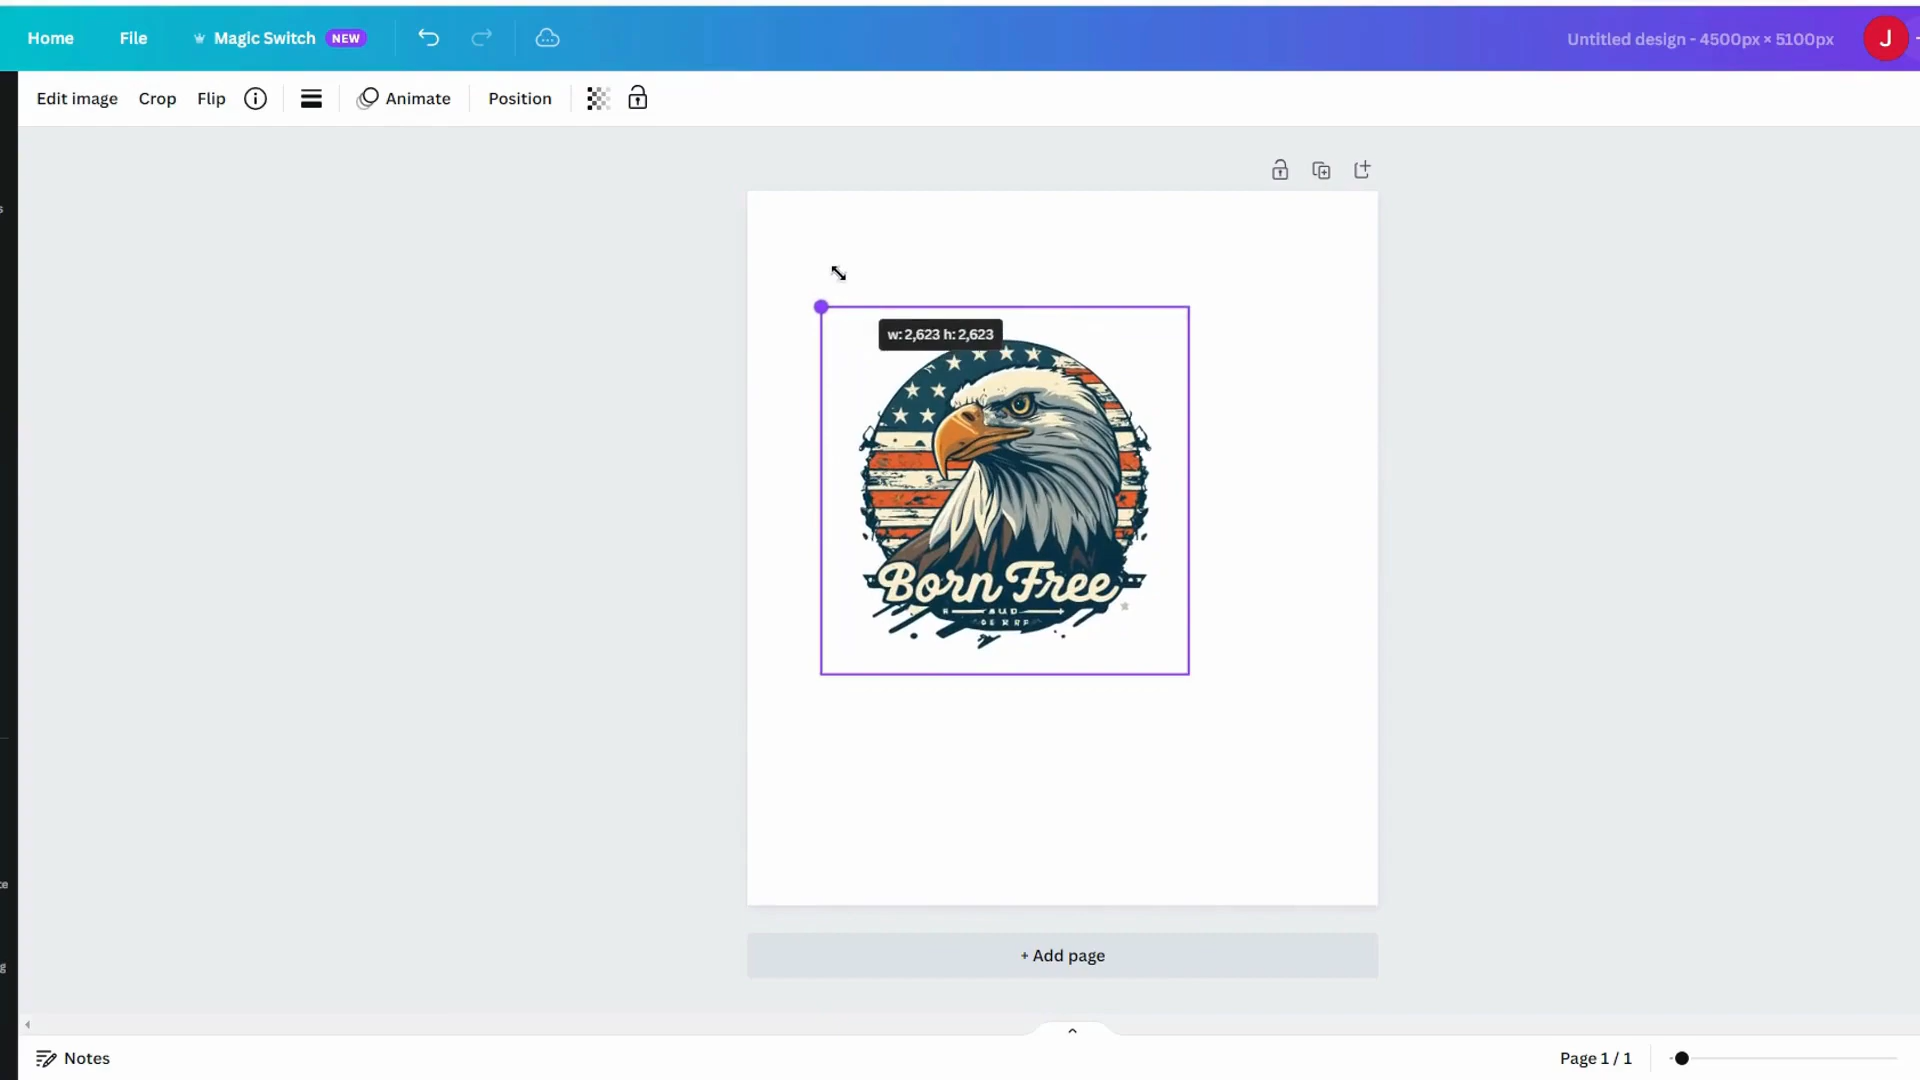 Home File Magic Switch NEW Untitled design - 4500px × 5100px J
Edit image Crop Flip Animate Position
w: 2,623 h: 2,623
Born Free
+ Add page
Notes Page 1 / 1